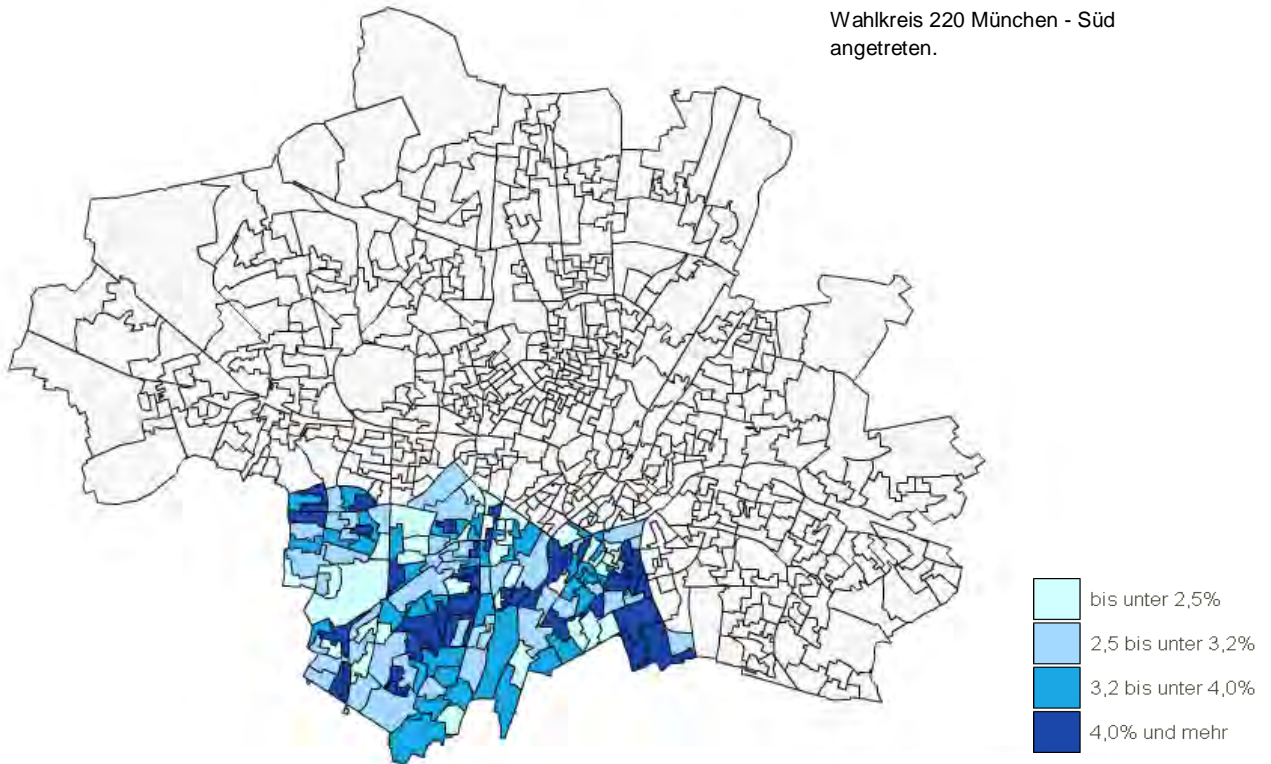 Wahlkreis 220 München - Süd
angetreten.
bis unter 2,5%
2,5 bis unter 3,2%
3,2 bis unter 4,0%
4,0% und mehr